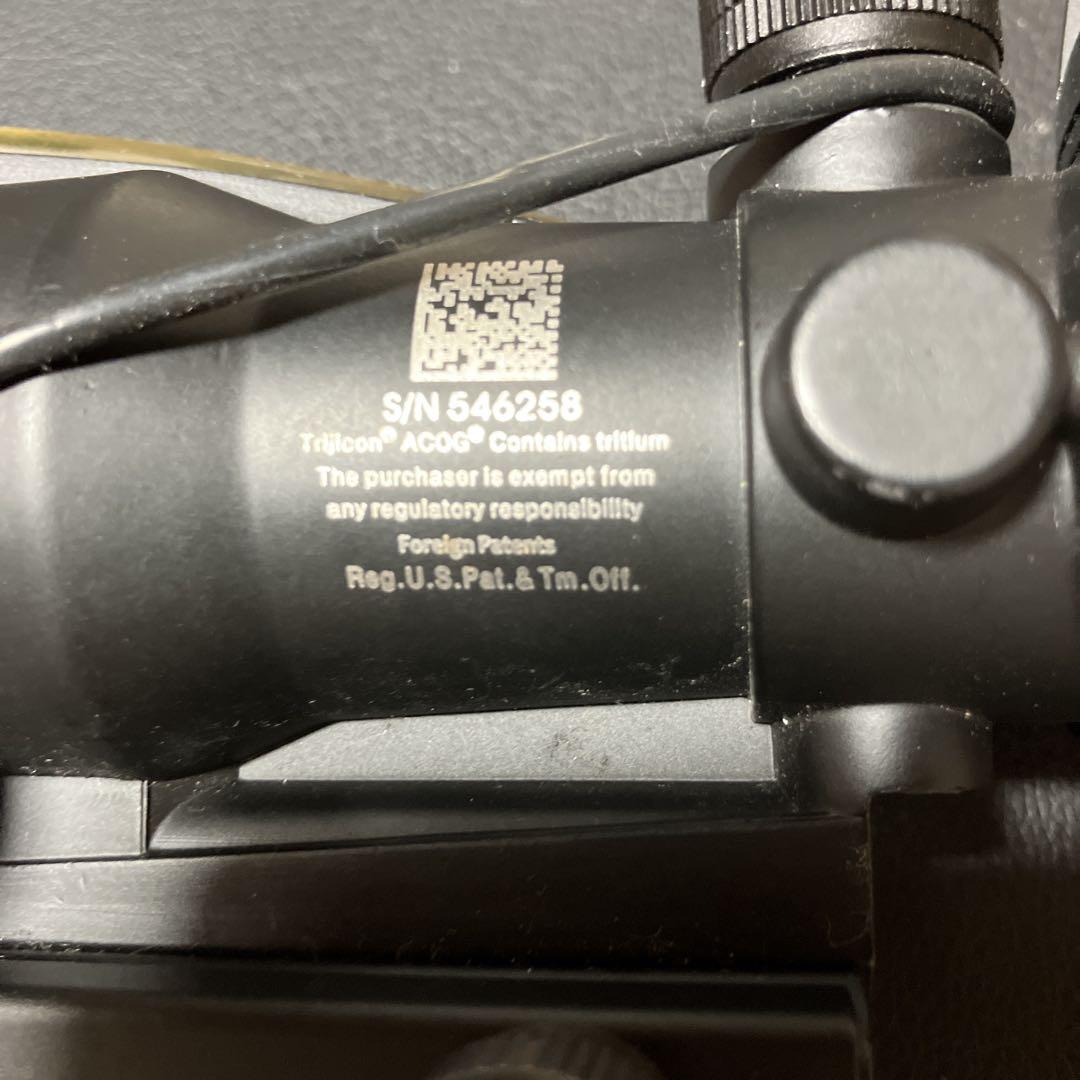 S/N 546258
Trijicon® ACOG® Contains tritium
The purchaser is exempt from
any regulatory responsibility
Foreign Patents
Reg.U.S.Pat.&Tm.Off.